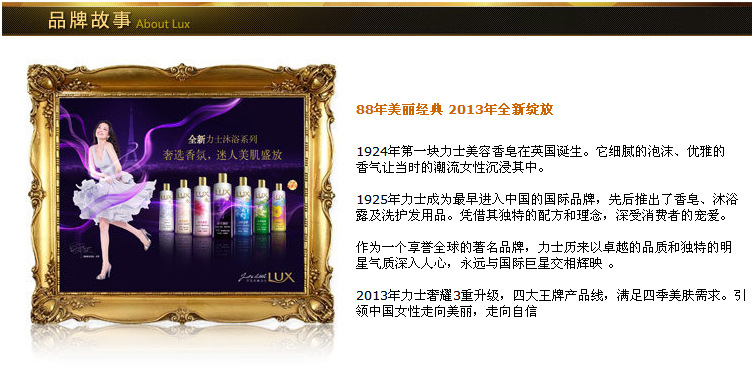 品牌故事 About Lux
全新力士沐浴系列
奢选香氛，迷人美肌盛放
LUX
LUX
88年美丽经典 2013年全新绽放
1924年第一块力士美容香皂在英国诞生。它细腻的泡沫、优雅的
香气让当时的潮流女性沉浸其中。
1925年力士成为最早进入中国的国际品牌，先后推出了香皂、沐浴
露及洗护发用品。凭借其独特的配方和理念，深受消费者的宠爱。
作为一个享誉全球的著名品牌，力士历来以卓越的品质和独特的明
星气质深入人心，永远与国际巨星交相辉映 。
2013年力士奢耀3重升级，四大王牌产品线，满足四季美肤需求。引
领中国女性走向美丽，走向自信